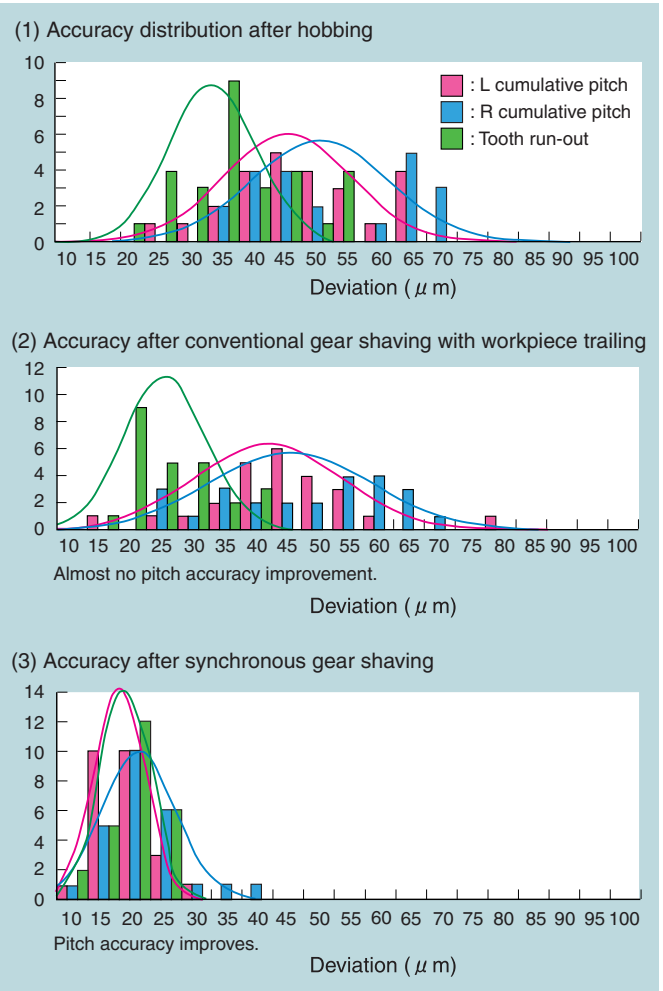 (1) Accuracy distribution after hobbing
10
8
6
4
2
0
: L cumulative pitch
: R cumulative pitch
: Tooth run-out
10 15 20 25 30 35 40 45 50 55 60 65 70 75 80 85 90 95 100
Deviation ( μ m)
(2) Accuracy after conventional gear shaving with workpiece trailing
12
10
8
6
4
2
0
10 15 20 25 30 35 40 45 50 55 60 65 70 75 80 85 90 95 100
Almost no pitch accuracy improvement.
Deviation ( μ m)
(3) Accuracy after synchronous gear shaving
14
12
10
8
6
4
2
0
10 15 20 25 30 35 40 45 50 55 60 65 70 75 80 85 90 95 100
Pitch accuracy improves.
Deviation ( μ m)